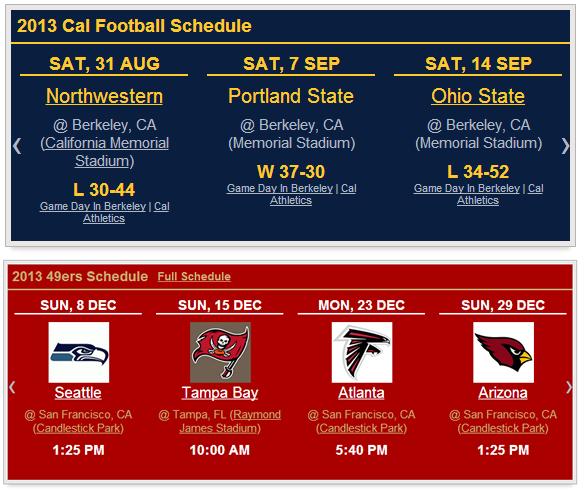 2013 Cal Football Schedule
SAT, 31 AUG
Northwestern
@ Berkeley, CA
(California Memorial
Stadium)
L 30-44
Game Day In Berkeley | Cal
Athletics
SAT, 7 SEP
Portland State
@ Berkeley, CA
(Memorial Stadium)
W 37-30
Game Day In Berkeley | Cal
Athletics
SAT, 14 SEP
Ohio State
@ Berkeley, CA
(Memorial Stadium)
L 34-52
Game Day In Berkeley | Cal
Athletics
2013 49ers Schedule Full Schedule
SUN, 8 DEC
Seattle
@ San Francisco, CA
(Candlestick Park)
1:25 PM
SUN, 15 DEC
Tampa Bay
@ Tampa, FL (Raymond
James Stadium)
10:00 AM
MON, 23 DEC
Atlanta
@ San Francisco, CA
(Candlestick Park)
5:40 PM
SUN, 29 DEC
Arizona
@ San Francisco, CA
(Candlestick Park)
1:25 PM